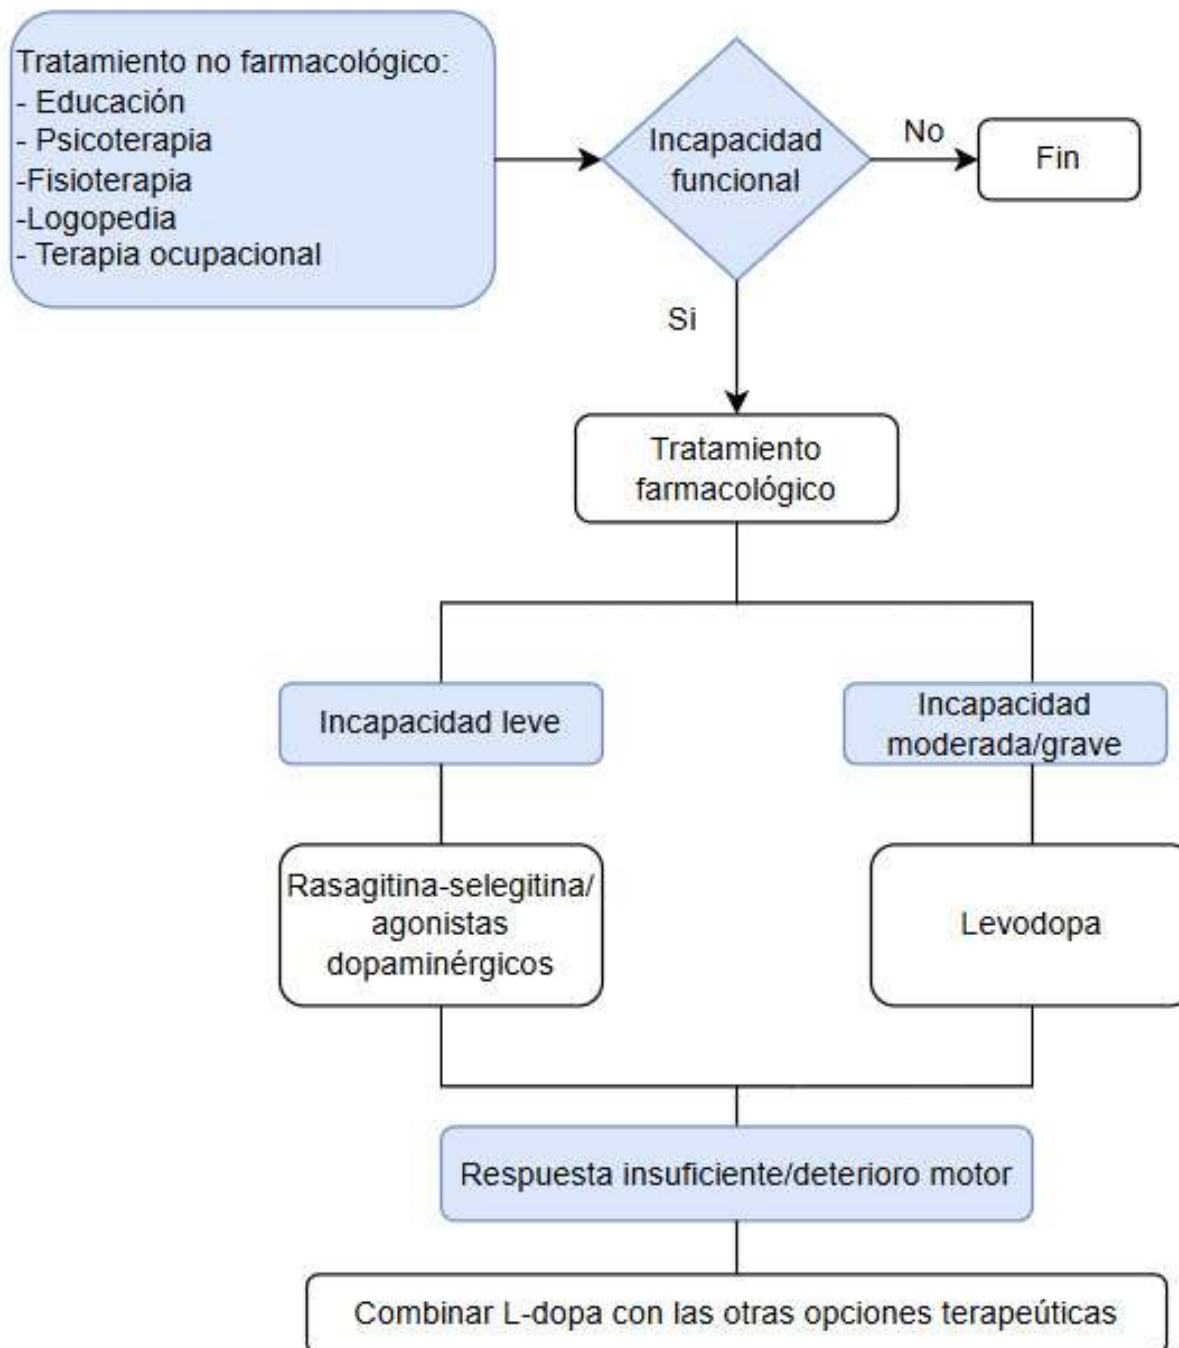 Tratamiento no farmacológico:
- Educación
- Psicoterapia
-Fisioterapia
-Logopedia
- Terapia ocupacional
Incapacidad
funcional
No
Fin
Si
Tratamiento
farmacológico
Incapacidad leve
Incapacidad
moderada/grave
Rasagitina-selegitina/
agonistas
dopaminérgicos
Levodopa
Respuesta insuficiente/deterioro motor
Combinar L-dopa con las otras opciones terapeúticas